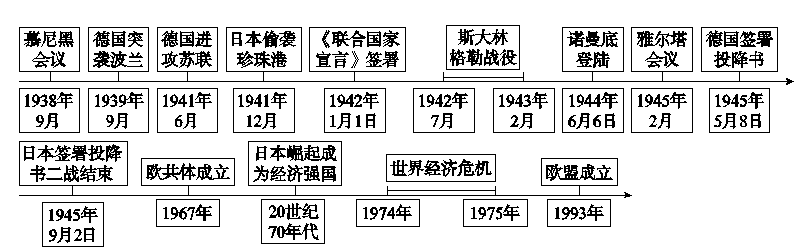 慕尼黑
会议
德国突
袭波兰
德国进
攻苏联
日本偷袭
珍珠港
《联合国家
宣言》签署
斯大林
格勒战役
诺曼底
登陆
雅尔塔
会议
德国签署
投降书
1938年
9月
1939年
9月
1941年
6月
1941年
12月
1942年
1月1日
1942年
7月
1943年
2月
1944年
6月6日
1945年
2月
1945年
5月8日
日本签署投降
书二战结束
欧共体成立
日本崛起成
为经济强国
世界经济危机
欧盟成立
1945年
9月2日
1967年
20世纪
70年代
1974年
1975年
1993年